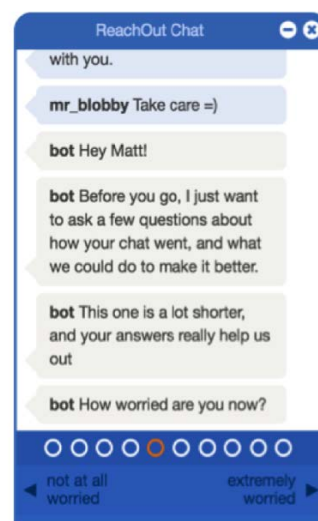 ReachOut Chat
with you.
mr_blobby Take care =)
bot Hey Matt!
bot Before you go, I just want
to ask a few questions about
how your chat went, and what
we could do to make it better.
bot This one is a lot shorter,
and your answers really help us
out
bot How worried are you now?
not at all
worried
extremely
worried